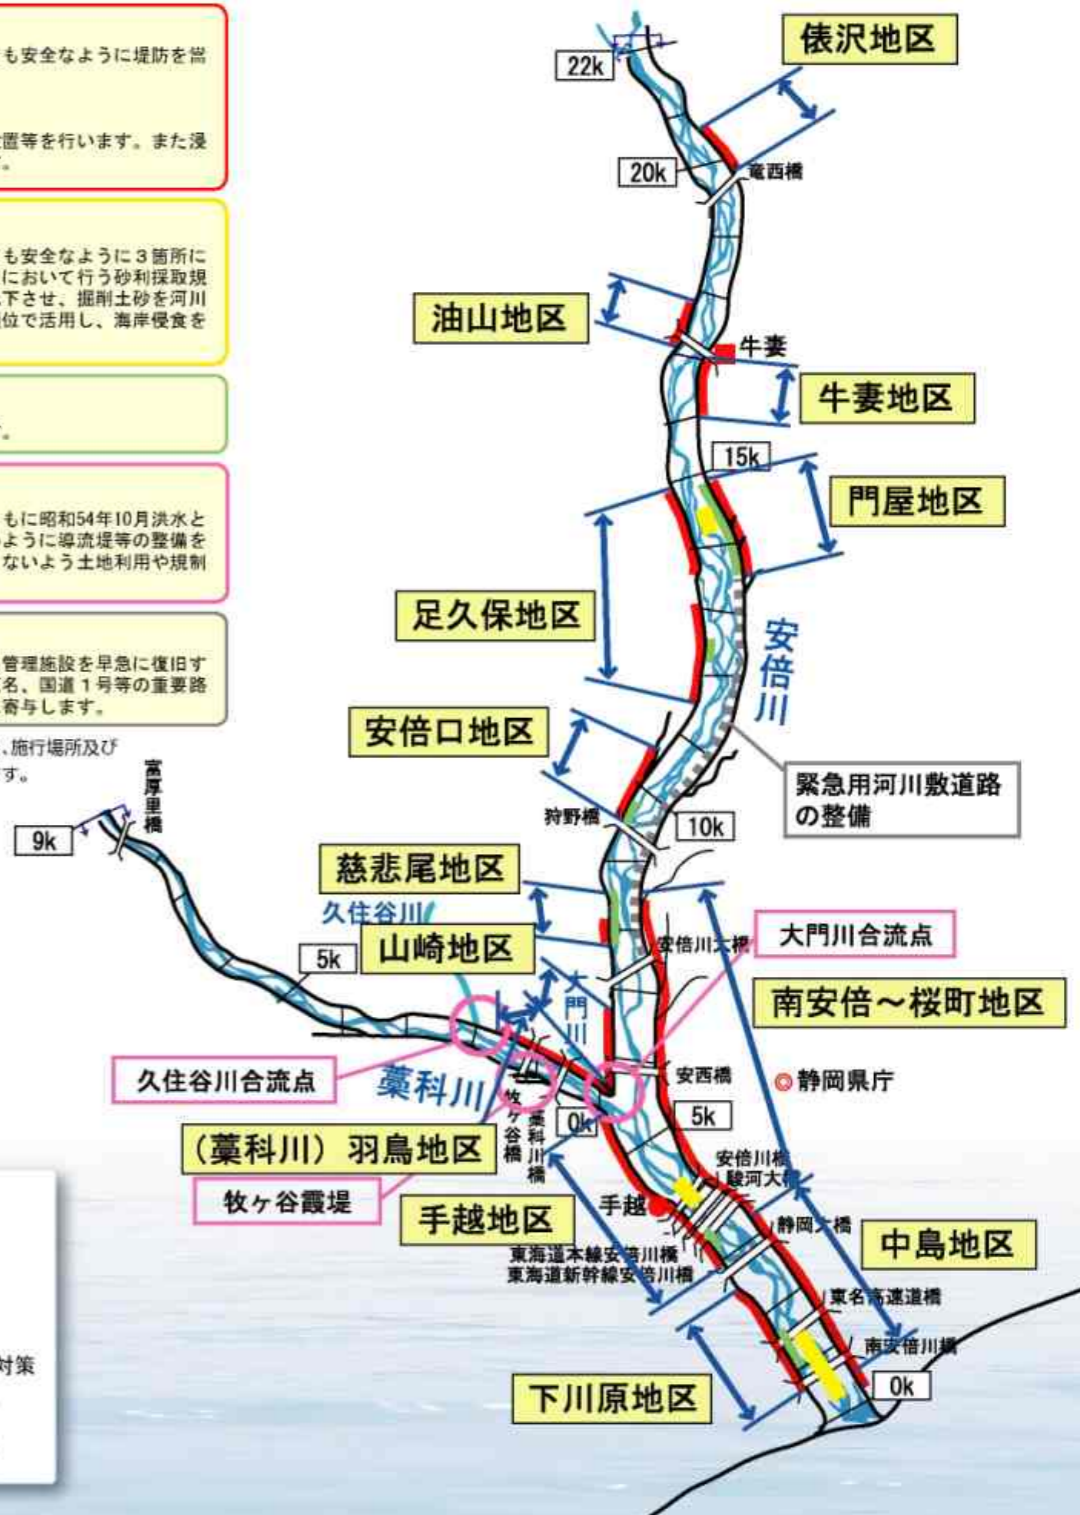 も安全なように堤防を嵩
置等を行います。また浸
。
も安全なように３箇所に
において行う砂利採取規
下させ、掘削土砂を河川
位で活用し、海岸侵食を
。
もに昭和54年10月洪水と
ように導流堤等の整備を
ないよう土地利用や規制
管理施設を早急に復旧す
名、国道１号等の重要路
寄与します。
、施行場所及び
す。
俵沢地区
22k
20k
竜西橋
油山地区
牛妻
牛妻地区
15k
門屋地区
足久保地区
安倍川
安倍口地区
緊急用河川敷道路
の整備
狩野橋
10k
富厚里橋
9k
慈悲尾地区
久住谷川
山崎地区
5k
安倍川大橋
大門川合流点
大門川
南安倍～桜町地区
久住谷川合流点
藁科川
安西橋
静岡県庁
0k
5k
牧ヶ谷橋
藁科川橋
（藁科川）羽鳥地区
牧ヶ谷霞堤
安倍川橋
駿河大橋
手越地区
手越
静岡大橋
中島地区
東海道本線安倍川橋
東海道新幹線安倍川橋
東名高速道橋
南安倍川橋
0k
下川原地区
対策